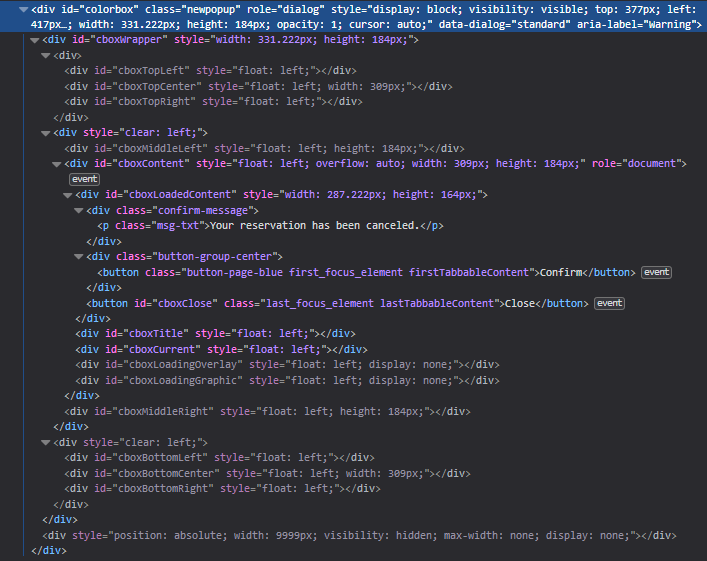 <div id="colorbox" class="newpopup" role="dialog" style="display: block; visibility: visible; top: 377px; left:
417px…; width: 331.222px; height: 184px; opacity: 1; cursor: auto;" data-dialog="standard" aria-label="Warning">
<div id="cboxWrapper" style="width: 331.222px; height: 184px;">
<div>
<div id="cboxTopLeft" style="float: left;"></div>
<div id="cboxTopCenter" style="float: left; width: 309px;"></div>
<div id="cboxTopRight" style="float: left;"></div>
</div>
<div style="clear: left;">
<div id="cboxMiddleLeft" style="float: left; height: 184px;"></div>
<div id="cboxContent" style="float: left; overflow: auto; width: 309px; height: 184px;" role="document">
event
<div id="cboxLoadedContent" style="width: 287.222px; height: 164px;">
<div class="confirm-message">
<p class="msg-txt">Your reservation has been canceled.</p>
</div>
<div class="button-group-center">
<button class="button-page-blue first_focus_element firstTabbableContent">Confirm</button> event
</div>
<button id="cboxClose" class="last_focus_element lastTabbableContent">Close</button> event
</div>
<div id="cboxTitle" style="float: left;"></div>
<div id="cboxCurrent" style="float: left;"></div>
<div id="cboxLoadingOverlay" style="float: left; display: none;"></div>
<div id="cboxLoadingGraphic" style="float: left; display: none;"></div>
</div>
<div id="cboxMiddleRight" style="float: left; height: 184px;"></div>
</div>
<div style="clear: left;">
<div id="cboxBottomLeft" style="float: left;"></div>
<div id="cboxBottomCenter" style="float: left; width: 309px;"></div>
<div id="cboxBottomRight" style="float: left;"></div>
</div>
</div>
<div style="position: absolute; width: 9999px; visibility: hidden; max-width: none; display: none;"></div>
</div>